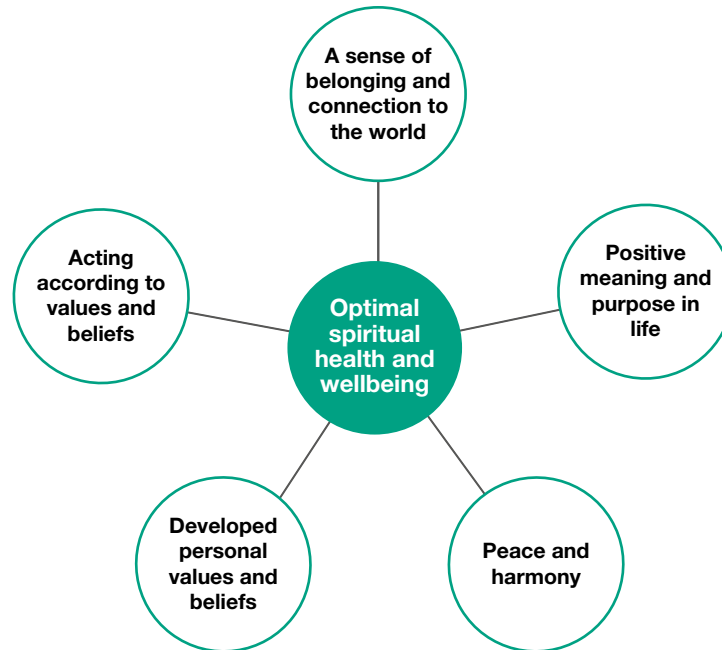 A sense of
belonging and
connection to
the world
Positive
meaning and
purpose in
life
Peace and
harmony
Developed
personal
values and
beliefs
Acting
according to
values and
beliefs
Optimal
spiritual
health and
wellbeing